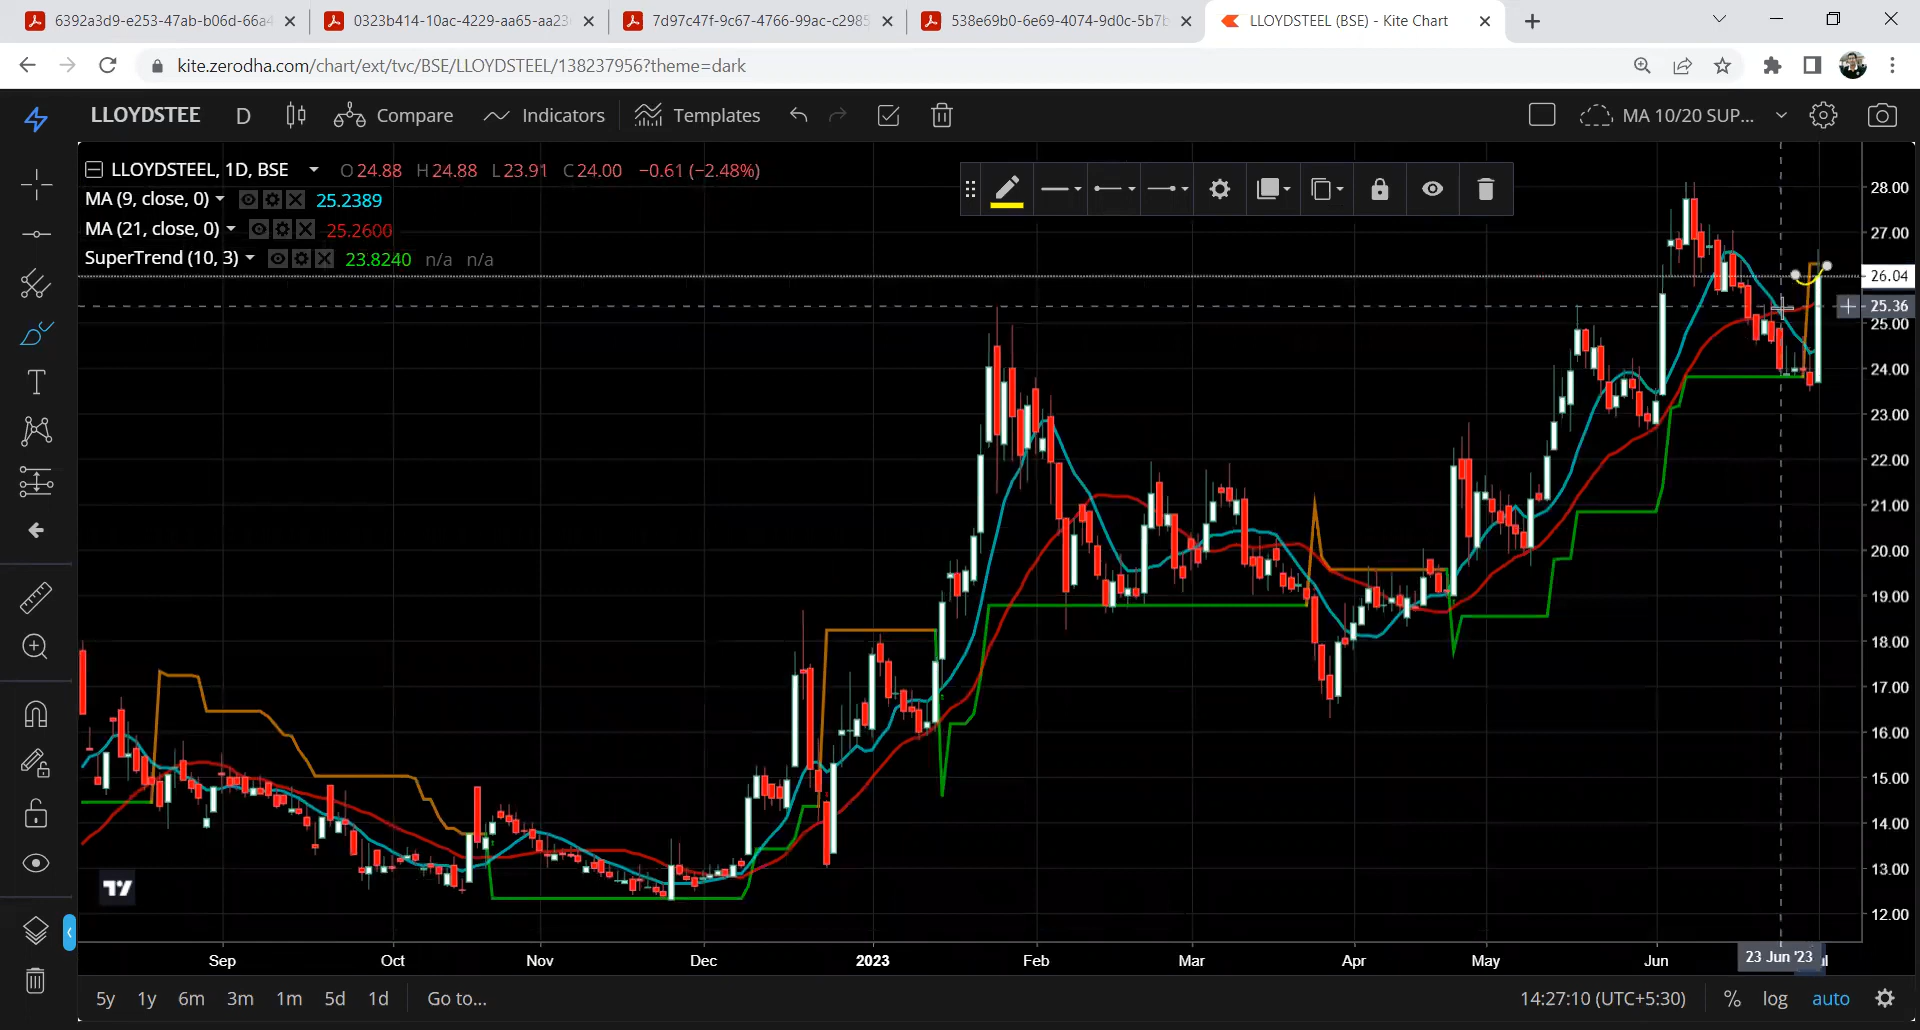 6392a3d9-e253-47ab-b06d-66a4
0323b414-10ac-4229-aa65-aa23
7d97c47f-9c67-4766-99ac-c2985
538e69b0-6e69-4074-9d0c-5b7b
LLOYDSTEEL (BSE) - Kite Chart
kite.zerodha.com/chart/ext/tvc/BSE/LLOYDSTEEL/138237956?theme=dark
LLOYDSTEE D Compare Indicators Templates MA 10/20 SUP...
LLOYDSTEEL, 1D, BSE O24.88 H24.88 L23.91 C24.00 −0.61 (−2.48%)
MA (9, close, 0) 25.2389
MA (21, close, 0) 25.2600
SuperTrend (10, 3) 23.8240 n/a n/a
28.00
27.00
26.04
25.36
25.00
24.00
23.00
22.00
21.00
20.00
19.00
18.00
17.00
16.00
15.00
14.00
13.00
12.00
Sep Oct Nov Dec 2023 Feb Mar Apr May Jun 23 Jun '23
5y 1y 6m 3m 1m 5d 1d Go to... 14:27:10 (UTC+5:30) % log auto